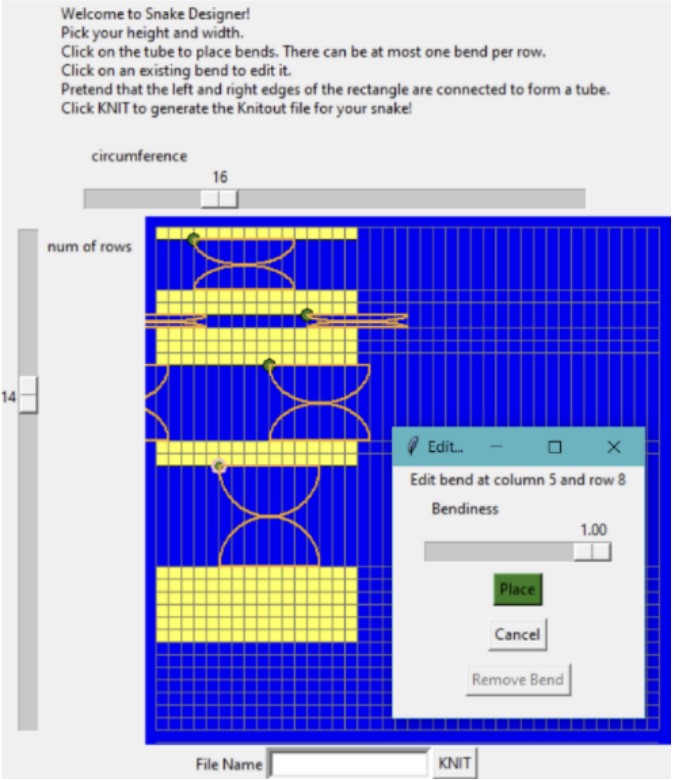 Welcome to Snake Designer!
Pick your height and width.
Click on the tube to place bends. There can be at most one bend per row.
Click on an existing bend to edit it.
Pretend that the left and right edges of the rectangle are connected to form a tube.
Click KNIT to generate the Knitout file for your snake!
circumference
16
num of rows
14
Edit...
Edit bend at column 5 and row 8
Bendiness
1.00
Place
Cancel
Remove Bend
File Name
KNIT